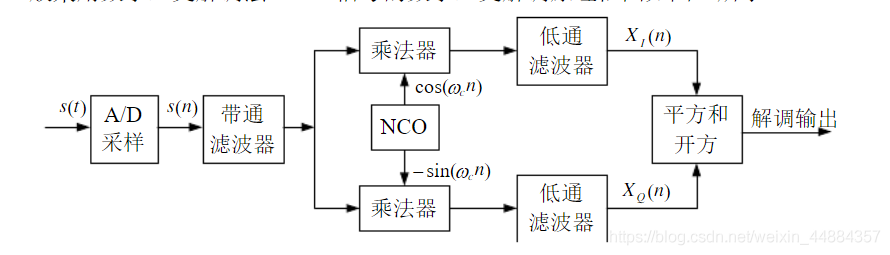 s(t)
A/D
采样
s(n)
带通
滤波器
乘法器
cos(ω_c n)
NCO
−sin(ω_c n)
乘法器
低通
滤波器
X_I(n)
低通
滤波器
X_Q(n)
平方和
开方
解调输出
https://blog.csdn.net/weixin_44884357